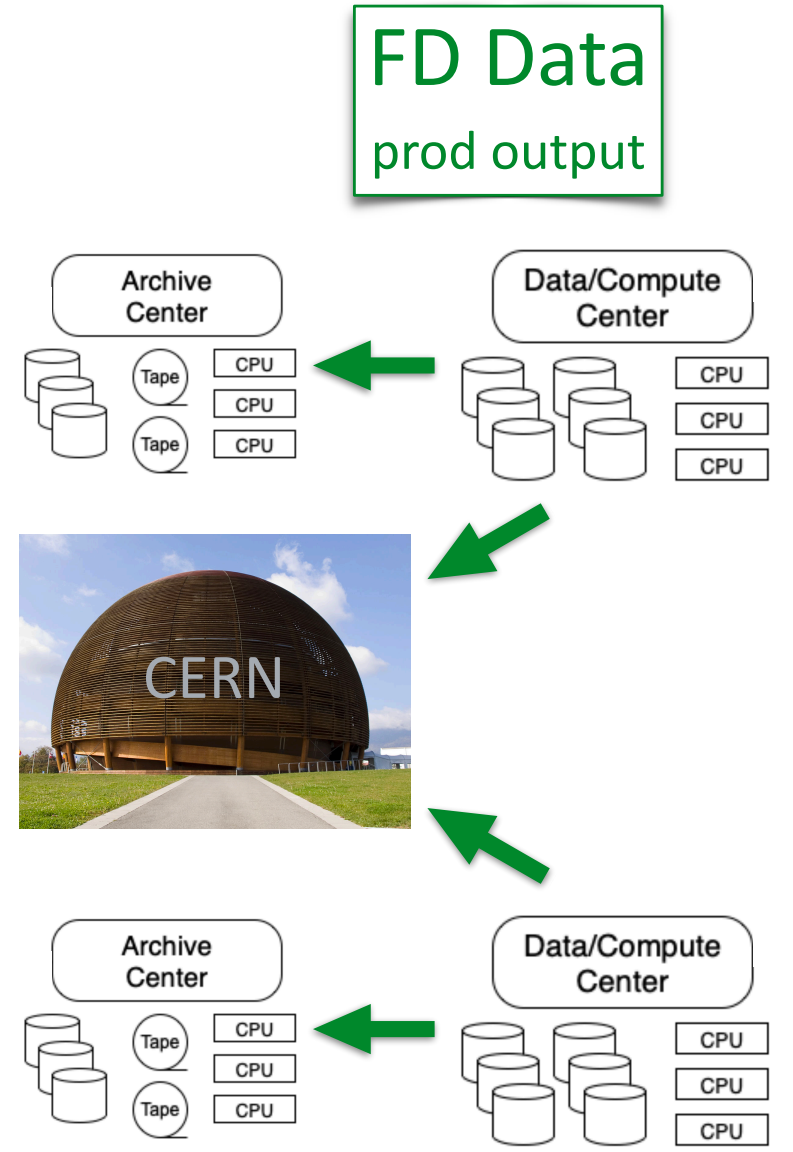 FD Data
prod output
Archive
Center
Data/Compute
Center
Tape
Tape
CPU
CPU
CPU
CPU
CPU
CPU
CERN
Archive
Center
Data/Compute
Center
Tape
Tape
CPU
CPU
CPU
CPU
CPU
CPU